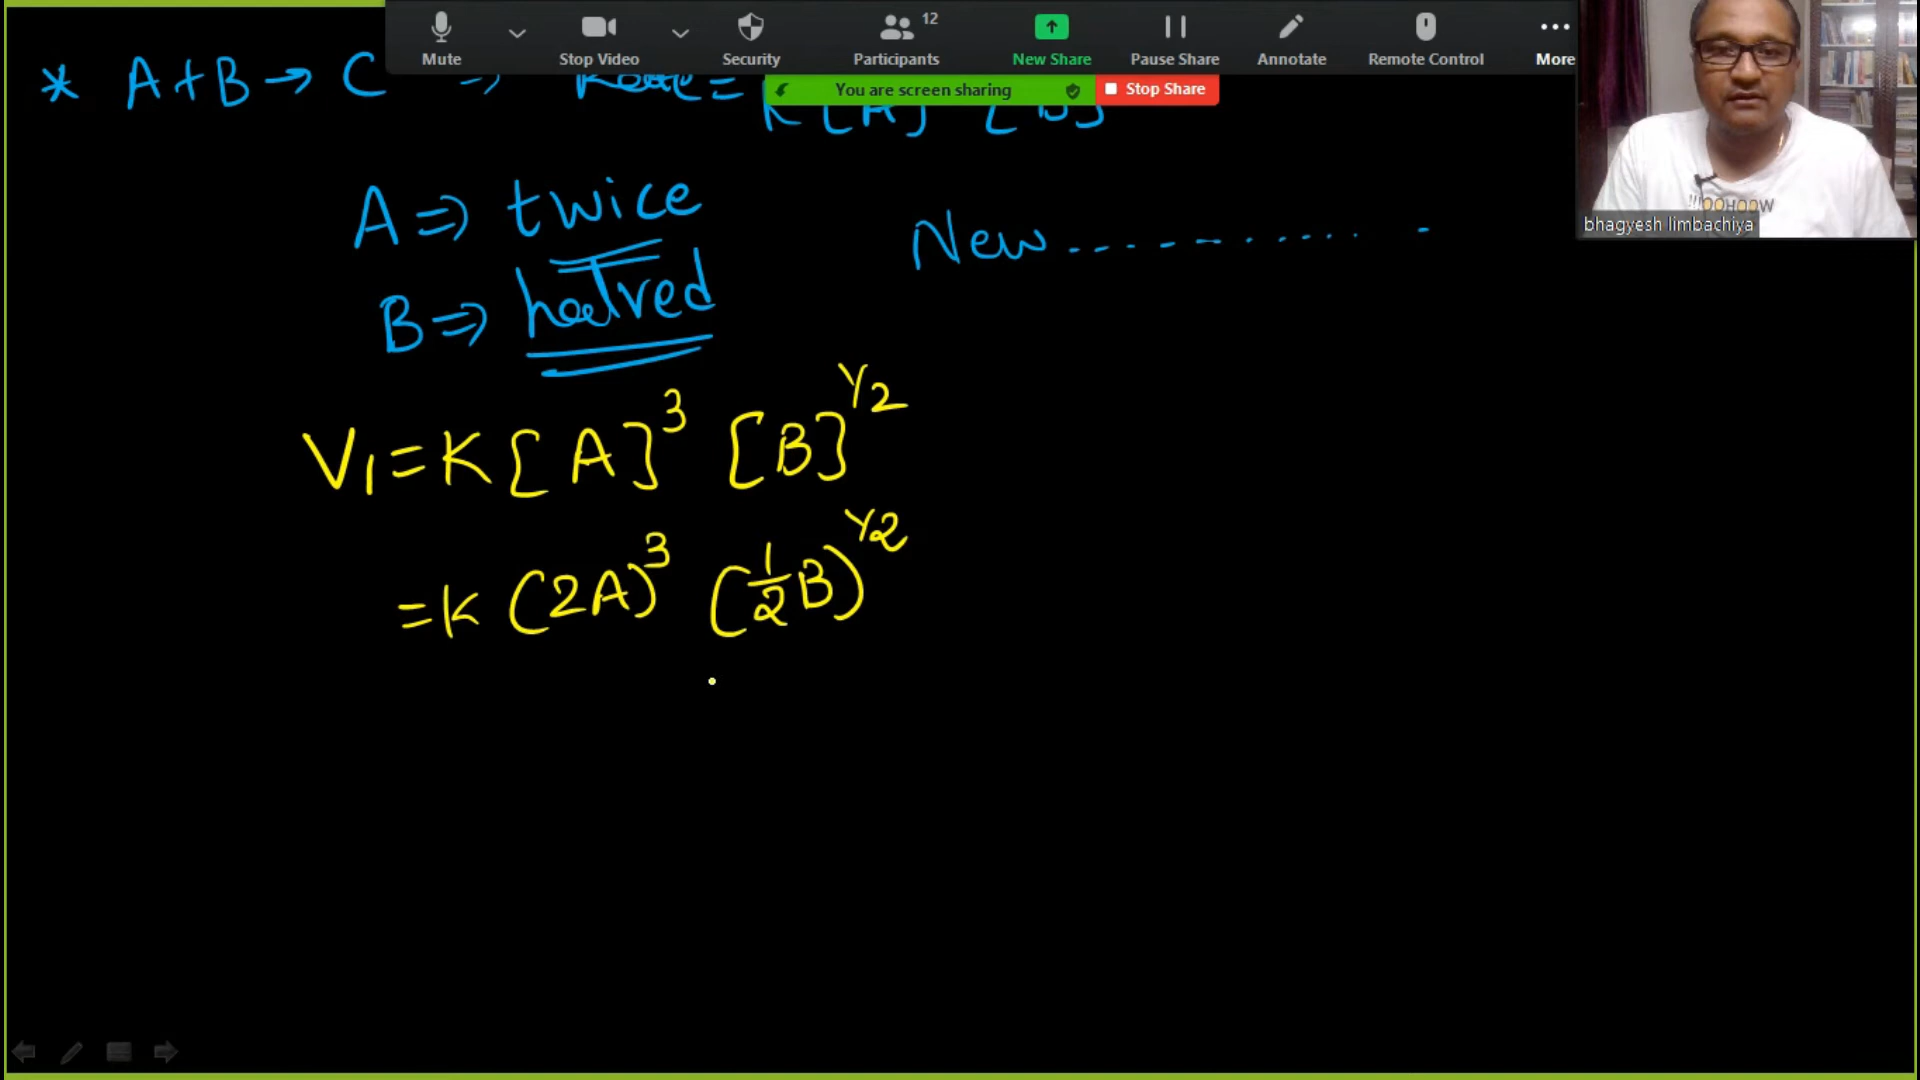 Mute
Stop Video
Security
Participants 12
New Share
Pause Share
Annotate
Remote Control
More
You are screen sharing
Stop Share
bhagyesh limbachiya
* A+B → C ⇒ Rate = K [A] [B]
A ⇒ twice
New ...........
B ⇒ halved
V1 = K [A]^3 [B]^1/2
= K (2A)^3 (1/2 B)^1/2